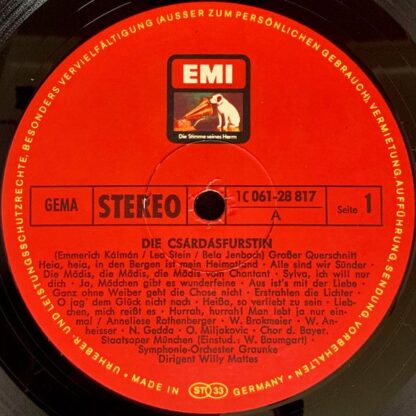 EMI
Die Stimme seines Herrn
GEMA
STEREO
1C 061-28 817
A
Seite 1
DIE CSARDASFURSTIN
(Emmerich Kálmán / Leo Stein / Bela Jenbach) Großer Querschnitt
Heia, heia, in den Bergen ist mein Heimatland · Alle sind wir Sünder ·
Die Mädis, die Mädis, die Mädis vom Chantant · Sylva, ich will nur
dich · Ja, Mädchen gibt es wunderfeine · Aus ist's mit der Liebe ·
Ganz ohne Weiber geht die Chose nicht · Erstrahlen die Lichter ·
O jag' dem Glück nicht nach · Heißa, so verliebt zu sein · Lieb-
chen, mich reißt es · Hurrah, hurrah! Man lebt ja nur ein-
mal / Anneliese Rothenberger · W. Brokmeier · W. An-
heisser · N. Gedda · O. Miljakovic · Chor d. Bayer.
Staatsoper München (Einstud.: W. Baumgart)
Symphonie-Orchester Graunke
Dirigent Willy Mattes
URHEBER- UND LEISTUNGSSCHUTZRECHTE, BESONDERS VERVIELFÄLTIGUNG (AUSSER ZUM PERSÖNLICHEN GEBRAUCH), VERMIETUNG, AUFFÜHRUNG, SENDUNG, VORBEHALTEN ·
MADE IN ST 33 GERMANY